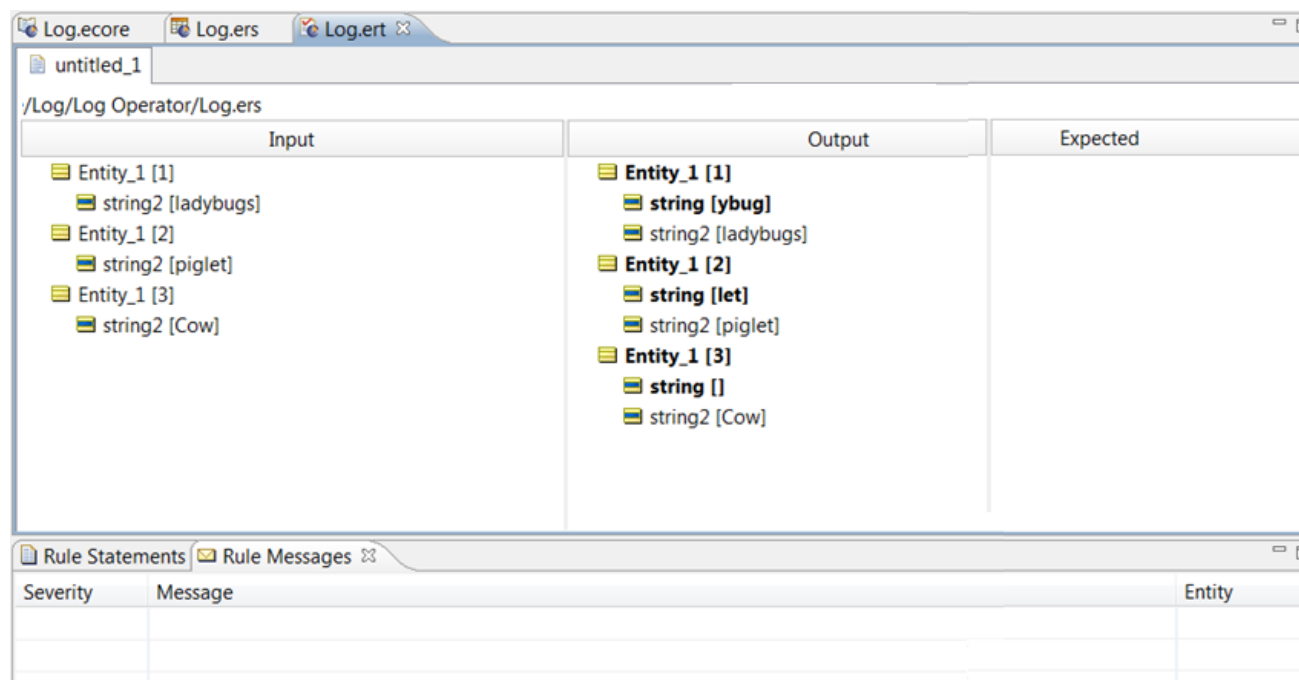 Log.ecore Log.ers Log.ert
untitled_1
/Log/Log Operator/Log.ers
Input Output Expected
Entity_1 [1] Entity_1 [1]
string2 [ladybugs] string [ybug]
Entity_1 [2] string2 [ladybugs]
string2 [piglet] Entity_1 [2]
Entity_1 [3] string [let]
string2 [Cow] string2 [piglet]
Entity_1 [3]
string []
string2 [Cow]
Rule Statements Rule Messages
Severity Message Entity